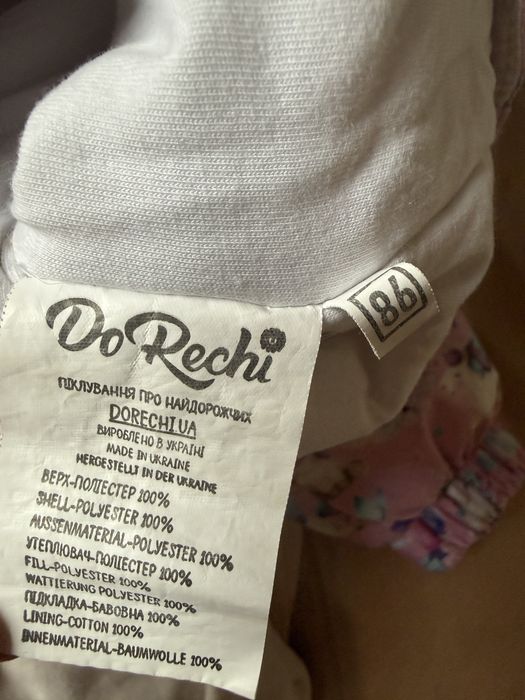 DoRechi
ПІКЛУВАННЯ ПРО НАЙДОРОЖЧИХ
DORECHI.UA
ВИРОБЛЕНО В УКРАЇНІ
MADE IN UKRAINE
HERGESTELLT IN DER UKRAINE
ВЕРХ-ПОЛІЕСТЕР 100%
SHELL-POLYESTER 100%
AUSSENMATERIAL-POLYESTER 100%
УТЕПЛЮВАЧ-ПОЛІЕСТЕР 100%
FILL-POLYESTER 100%
WATTIERUNG POLYESTER 100%
ПІДКЛАДКА-БАВОВНА 100%
LINING-COTTON 100%
INNENMATERIAL-BAUMWOLLE 100%
86